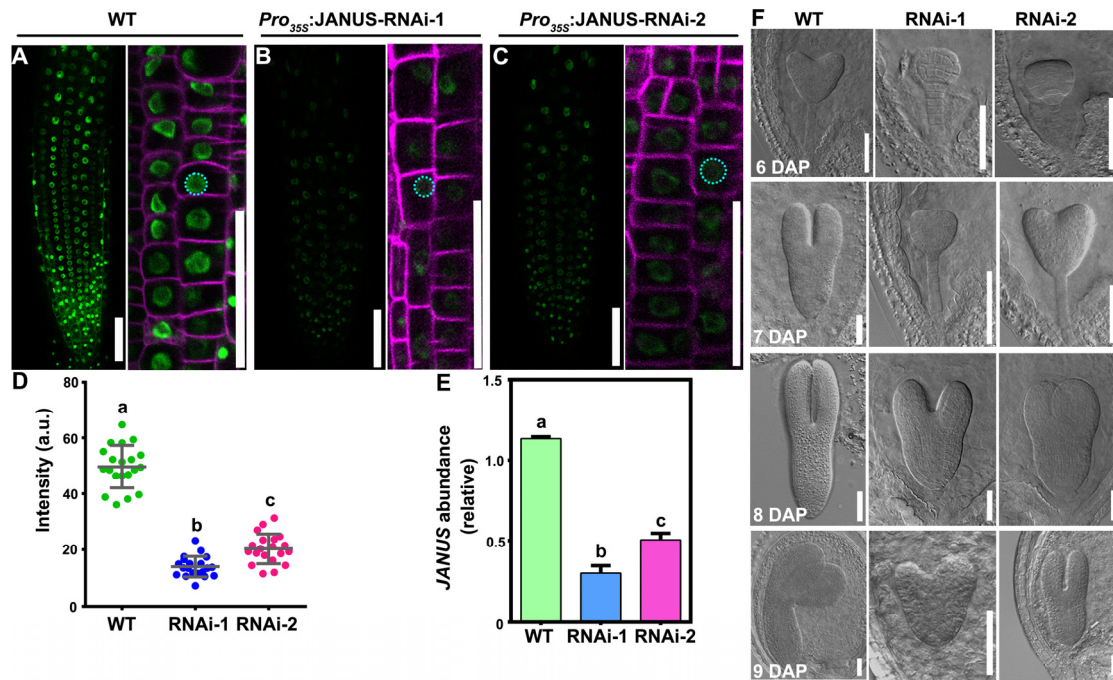 WT
Pro35S:JANUS-RNAi-1
Pro35S:JANUS-RNAi-2
A
B
C
D
Intensity (a.u.)
80
60
40
20
0
a
b
c
WT
RNAi-1
RNAi-2
E
JANUS abundance
(relative)
1.5
1.0
0.5
0
a
b
c
WT
RNAi-1
RNAi-2
F
WT
RNAi-1
RNAi-2
6 DAP
7 DAP
8 DAP
9 DAP